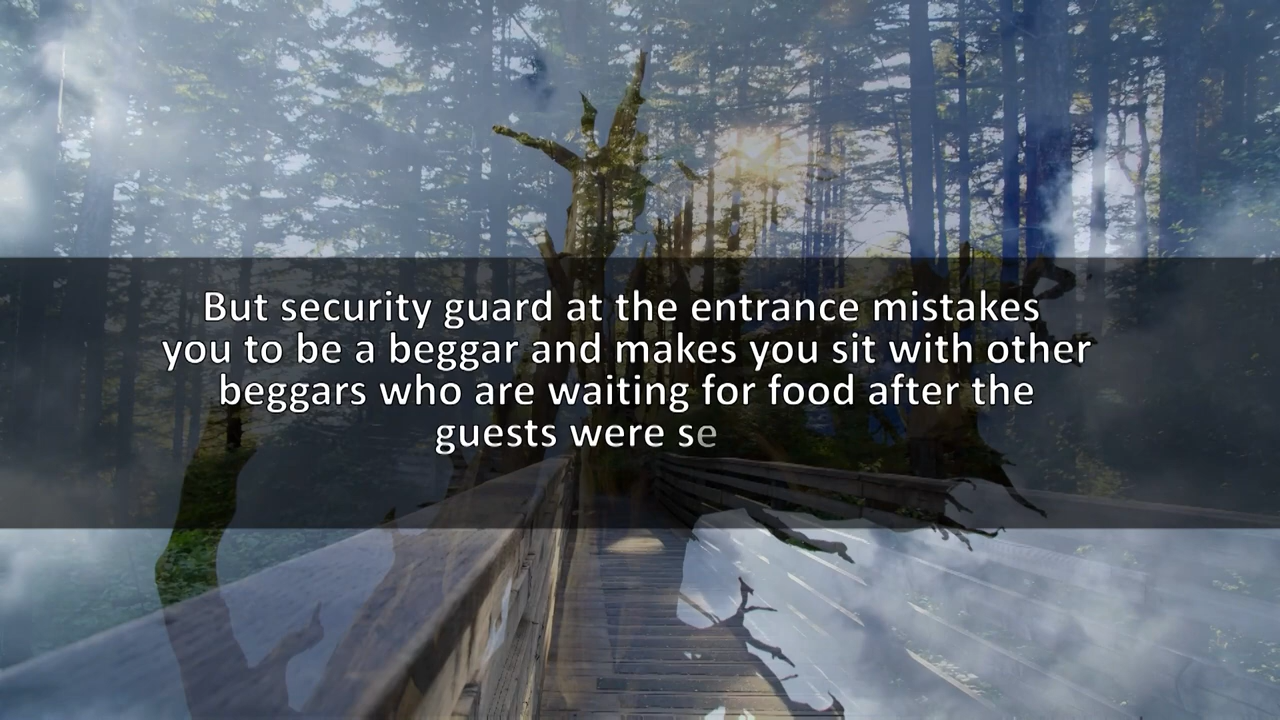 But security guard at the entrance mistakes
you to be a beggar and makes you sit with other
beggars who are waiting for food after the
guests were se